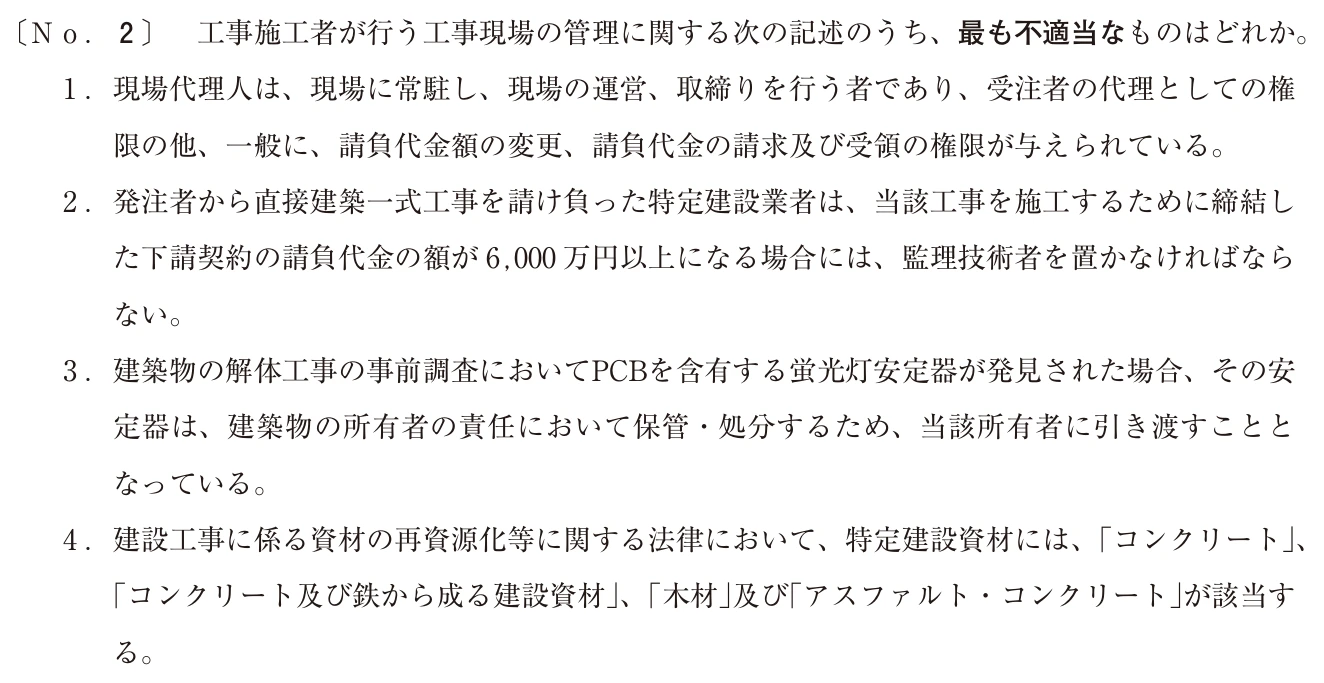 〔Ｎｏ．２〕　工事施工者が行う工事現場の管理に関する次の記述のうち、最も不適当なものはどれか。
１．現場代理人は、現場に常駐し、現場の運営、取締りを行う者であり、受注者の代理としての権
限の他、一般に、請負代金額の変更、請負代金の請求及び受領の権限が与えられている。
２．発注者から直接建築一式工事を請け負った特定建設業者は、当該工事を施工するために締結し
た下請契約の請負代金の額が6,000万円以上になる場合には、監理技術者を置かなければなら
ない。
３．建築物の解体工事の事前調査においてPCBを含有する蛍光灯安定器が発見された場合、その安
定器は、建築物の所有者の責任において保管・処分するため、当該所有者に引き渡すことと
なっている。
４．建設工事に係る資材の再資源化等に関する法律において、特定建設資材には、「コンクリート」、
「コンクリート及び鉄から成る建設資材」、「木材」及び「アスファルト・コンクリート」が該当す
る。